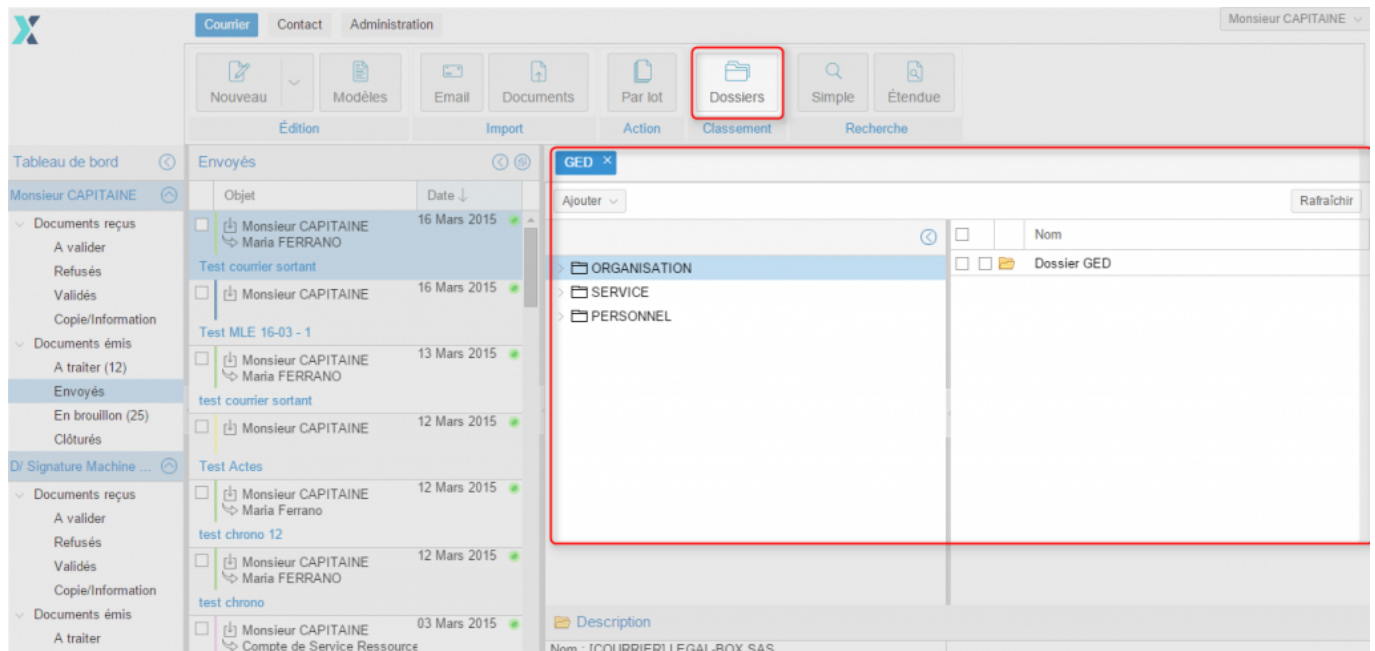 Courrier Contact Administration
Monsieur CAPITAINE
Nouveau Modèles Email Documents Par lot Dossiers Simple Étendue
Édition Import Action Classement Recherche
Tableau de bord
Monsieur CAPITAINE
Documents reçus
A valider
Refusés
Validés
Copie/Information
Documents émis
A traiter (12)
Envoyés
En brouillon (25)
Clôturés
D/ Signature Machine ...
Documents reçus
A valider
Refusés
Validés
Copie/Information
Documents émis
A traiter
Envoyés
Objet Date ↓
Monsieur CAPITAINE 16 Mars 2015
Maria FERRANO
Test courrier sortant
Monsieur CAPITAINE 16 Mars 2015
Test MLE 16-03 - 1
Monsieur CAPITAINE 13 Mars 2015
Maria FERRANO
test courrier sortant
Monsieur CAPITAINE 12 Mars 2015
Test Actes
Monsieur CAPITAINE 12 Mars 2015
Maria Ferrano
test chrono 12
Monsieur CAPITAINE 12 Mars 2015
Maria FERRANO
test chrono
Monsieur CAPITAINE 03 Mars 2015
Compte de Service Ressource
GED ×
Ajouter Rafraîchir
ORGANISATION
SERVICE
PERSONNEL
Nom
Dossier GED
Description
Nom : [COURRIER] LEGAL-BOX SAS